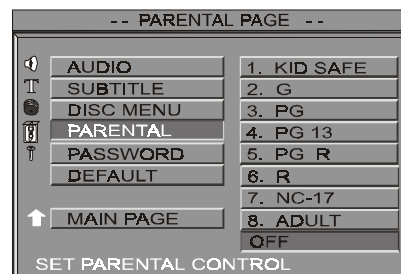 -- PARENTAL PAGE --
AUDIO
T SUBTITLE
DISC MENU
PARENTAL
PASSWORD
DEFAULT
MAIN PAGE
1. KID SAFE
2. G
3. PG
4. PG 13
5. PG R
6. R
7. NC-17
8. ADULT
OFF
SET PARENTAL CONTROL